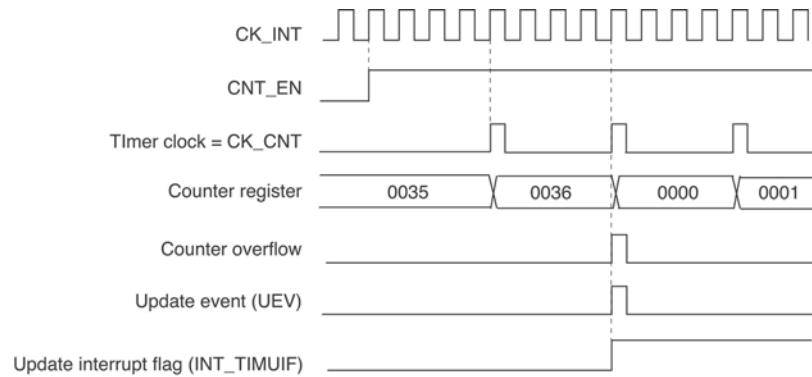 CK_INT
CNT_EN
TImer clock = CK_CNT
Counter register 0035 0036 0000 0001
Counter overflow
Update event (UEV)
Update interrupt flag (INT_TIMUIF)